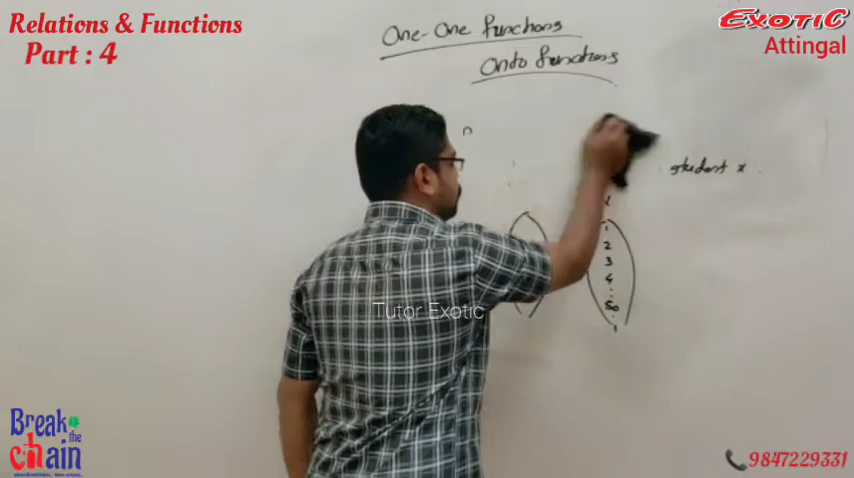 Relations & Functions
Part : 4
EXOTIC
Attingal
One-One Functions
Onto Functions
student x
1
2
3
4
50
Tutor Exotic
Break
the
chain
9847229331